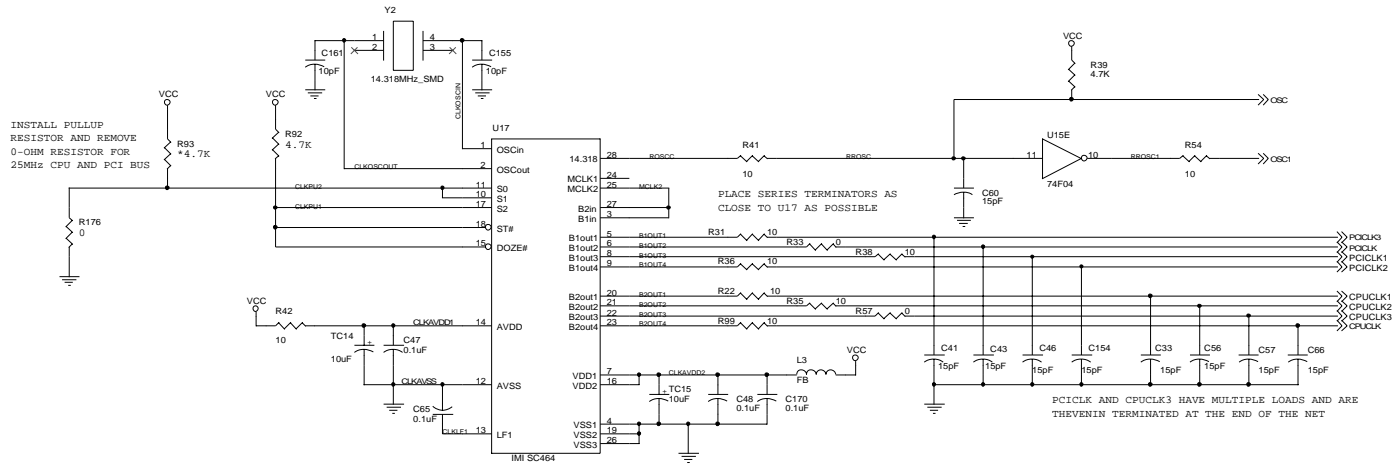 Y2
1
2
4
3
C161
10pF
14.318MHz_SMD
C155
10pF
CLKOSCIN
CLKOSCOUT
VCC
R93
*4.7K
VCC
R92
4.7K
INSTALL PULLUP
RESISTOR AND REMOVE
0-OHM RESISTOR FOR
25MHz CPU AND PCI BUS
R176
0
CLKPU2
CLKPU1
U17
1 OSCin
2 OSCout
11 S0
10 S1
17 S2
18 ST#
15 DOZE#
14 AVDD
12 AVSS
13 LF1
14.318 28
MCLK1 24
MCLK2 25
B2in 27
B1in 3
B1out1 5
B1out2 6
B1out3 8
B1out4 9
B2out1 20
B2out2 21
B2out3 22
B2out4 23
VDD1 7
VDD2 16
VSS1 4
VSS2 19
VSS3 26
IMI SC464
VCC
R42
10
TC14
10uF
C47
0.1uF
CLKAVDD1
CLKAVSS
C65
0.1uF
CLKLF1
ROSCC
R41
10
RROSC
MCLK2
PLACE SERIES TERMINATORS AS
CLOSE TO U17 AS POSSIBLE
VCC
R39
4.7K
OSC
U15E
11
10
74F04
RROSC1
R54
10
OSC1
C60
15pF
B1OUT1
R31
10
PCICLK3
B1OUT2
R33
0
PCICLK
B1OUT3
R38
10
PCICLK1
B1OUT4
R36
10
PCICLK2
B2OUT1
R22
10
CPUCLK1
B2OUT2
R35
10
CPUCLK2
B2OUT3
R57
0
CPUCLK3
B2OUT4
R99
10
CPUCLK
C41
15pF
C43
15pF
C46
15pF
C154
15pF
C33
15pF
C56
15pF
C57
15pF
C66
15pF
CLKAVDD2
L3
FB
VCC
TC15
10uF
C48
0.1uF
C170
0.1uF
PCICLK AND CPUCLK3 HAVE MULTIPLE LOADS AND ARE
THEVENIN TERMINATED AT THE END OF THE NET